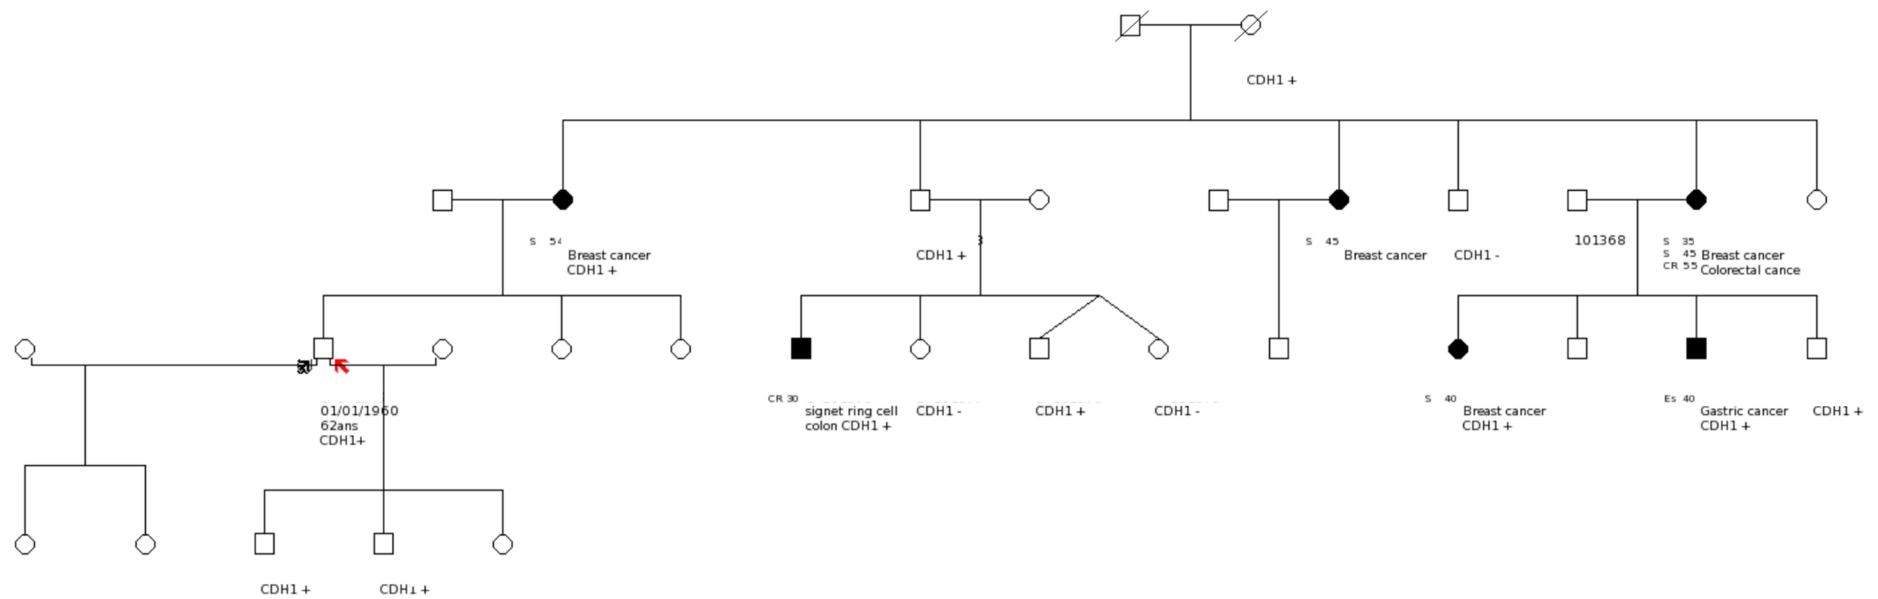 CDH1 +
S 54
Breast cancer
CDH1 +
3
CDH1 +
S 45
Breast cancer
CDH1 -
101368
S 35
S 45 Breast cancer
CR 55 Colorectal cance
01/01/1960
62ans
CDH1+
CR 30
signet ring cell
colon CDH1 +
CDH1 -
CDH1 +
CDH1 -
S 40
Breast cancer
CDH1 +
Es 40
Gastric cancer
CDH1 +
CDH1 +
CDH1 +
CDH1 +